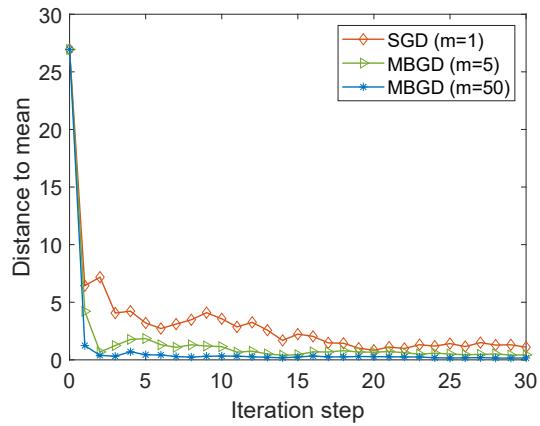 30
25
20
15
10
5
0
Distance to mean
SGD (m=1)
MBGD (m=5)
MBGD (m=50)
0 5 10 15 20 25 30
Iteration step